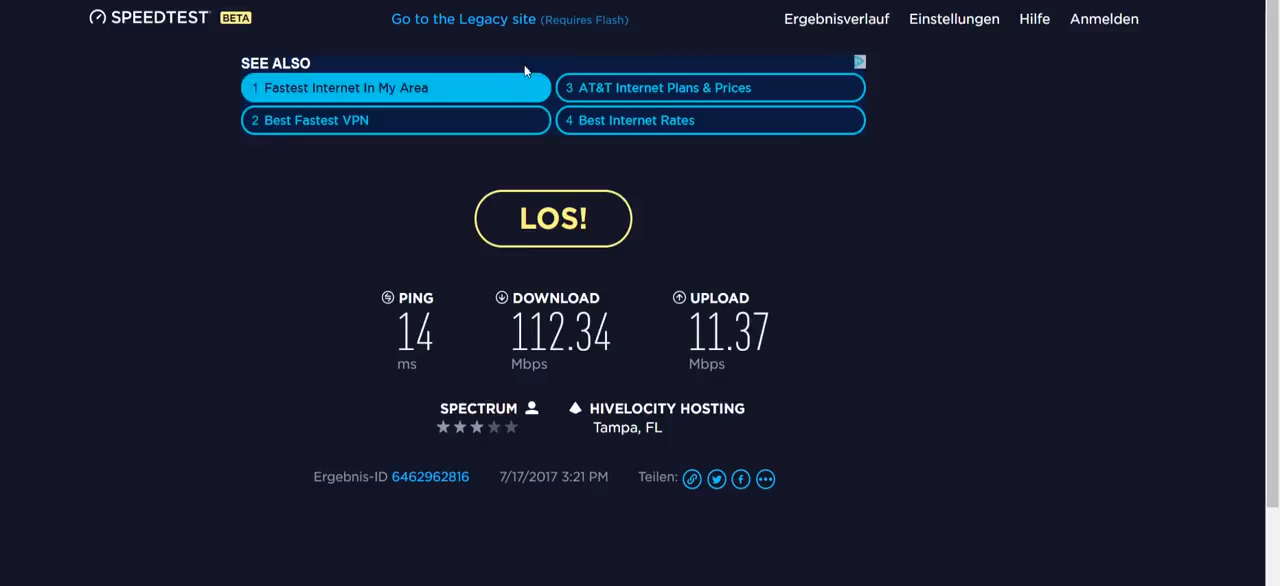 SPEEDTEST BETA
Go to the Legacy site (Requires Flash)
Ergebnisverlauf Einstellungen Hilfe Anmelden
SEE ALSO
1 Fastest Internet In My Area
3 AT&T Internet Plans & Prices
2 Best Fastest VPN
4 Best Internet Rates
LOS!
PING DOWNLOAD UPLOAD
14 112.34 11.37
ms Mbps Mbps
SPECTRUM HIVELOCITY HOSTING
Tampa, FL
Ergebnis-ID 6462962816 7/17/2017 3:21 PM Teilen: